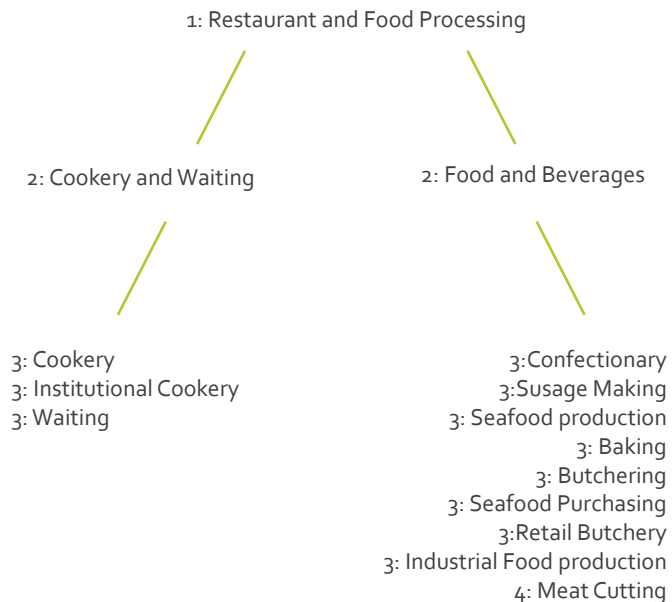 1: Restaurant and Food Processing
2: Cookery and Waiting
2: Food and Beverages
3: Cookery
3: Institutional Cookery
3: Waiting
3:Confectionary
3:Susage Making
3: Seafood production
3: Baking
3: Butchering
3: Seafood Purchasing
3:Retail Butchery
3: Industrial Food production
4: Meat Cutting